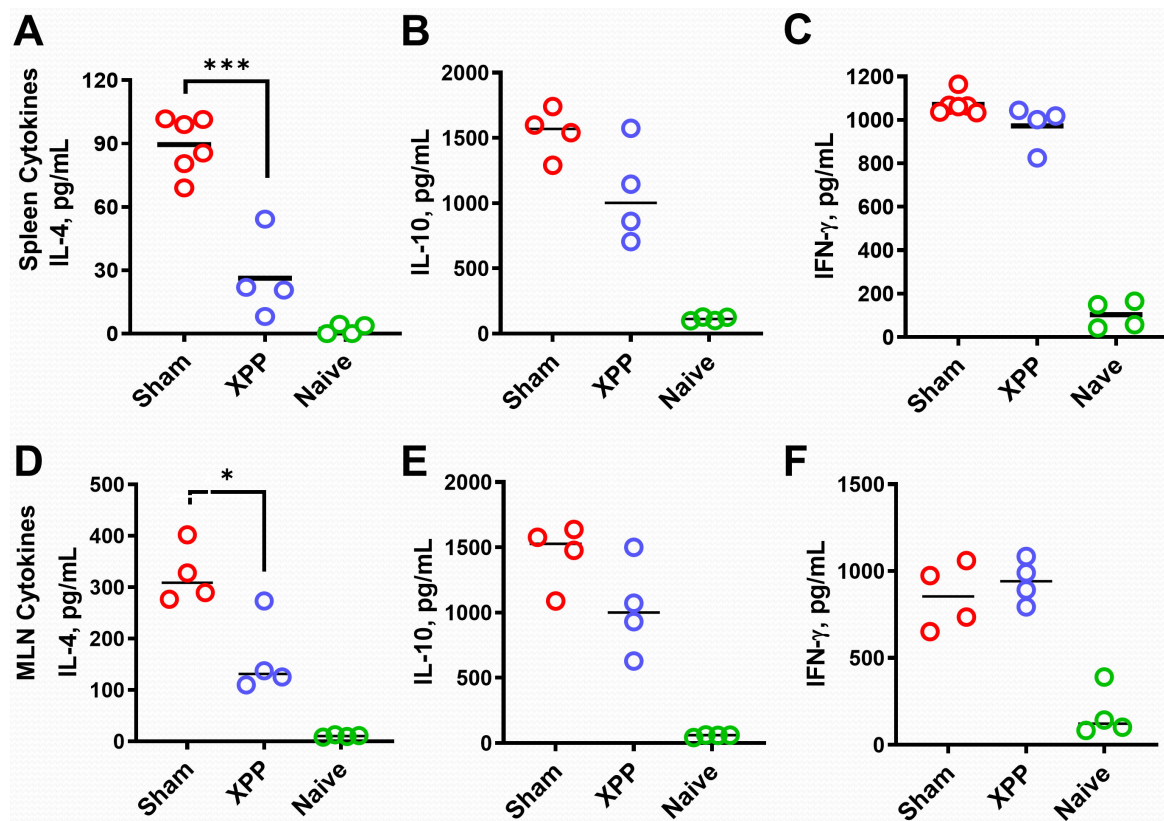 A
B
C
***
Spleen Cytokines
IL-4, pg/mL
120
90
60
30
0
Sham
XPP
Naive
IL-10, pg/mL
2000
1500
1000
500
0
Sham
XPP
Naive
IFN-γ, pg/mL
1200
1000
800
600
400
200
0
Sham
XPP
Nave
D
E
F
*
MLN Cytokines
IL-4, pg/mL
500
400
300
200
100
0
Sham
XPP
Naive
IL-10, pg/mL
2000
1500
1000
500
0
Sham
XPP
Naive
IFN-γ, pg/mL
1500
1000
500
0
Sham
XPP
Naive